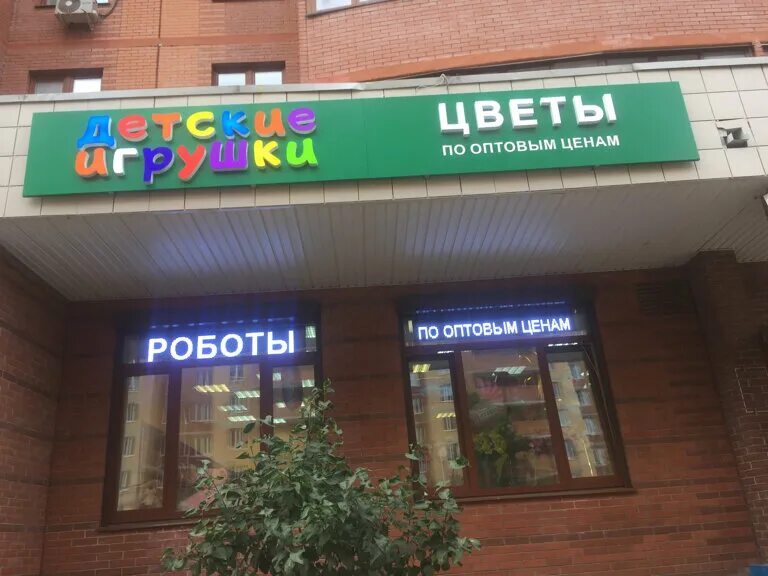 детские
игрушки
ЦВЕТЫ
ПО ОПТОВЫМ ЦЕНАМ
РОБОТЫ
ПО ОПТОВЫМ ЦЕНАМ